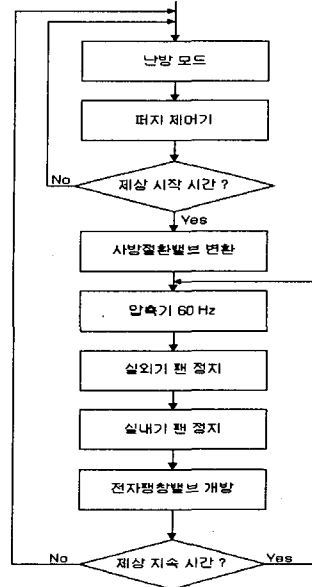 난방 모드
퍼지 제어기
No
제상 시작 시간 ?
Yes
사방절환밸브 변환
압축기 60 Hz
실외기 팬 정지
실내기 팬 정지
전자팽창밸브 개방
No
제상 지속 시간 ?
Yes